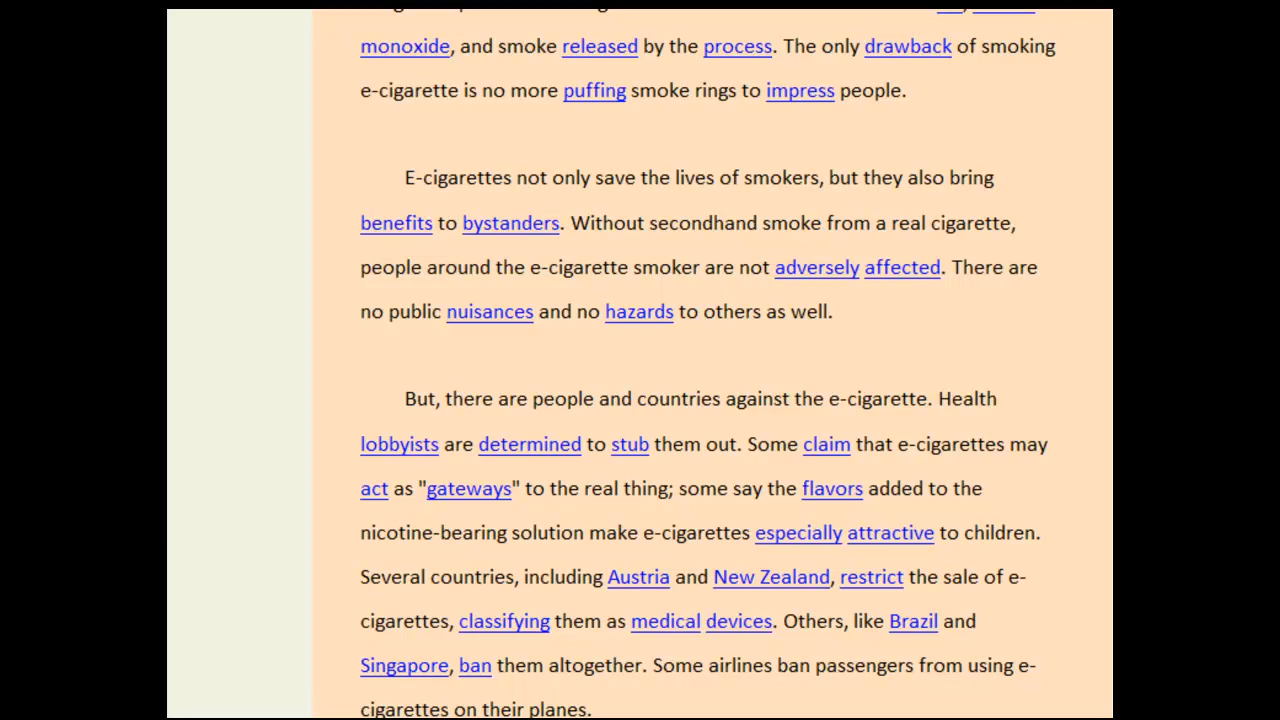 monoxide, and smoke released by the process. The only drawback of smoking
e-cigarette is no more puffing smoke rings to impress people.
E-cigarettes not only save the lives of smokers, but they also bring
benefits to bystanders. Without secondhand smoke from a real cigarette,
people around the e-cigarette smoker are not adversely affected. There are
no public nuisances and no hazards to others as well.
But, there are people and countries against the e-cigarette. Health
lobbyists are determined to stub them out. Some claim that e-cigarettes may
act as "gateways" to the real thing; some say the flavors added to the
nicotine-bearing solution make e-cigarettes especially attractive to children.
Several countries, including Austria and New Zealand, restrict the sale of e-
cigarettes, classifying them as medical devices. Others, like Brazil and
Singapore, ban them altogether. Some airlines ban passengers from using e-
cigarettes on their planes.